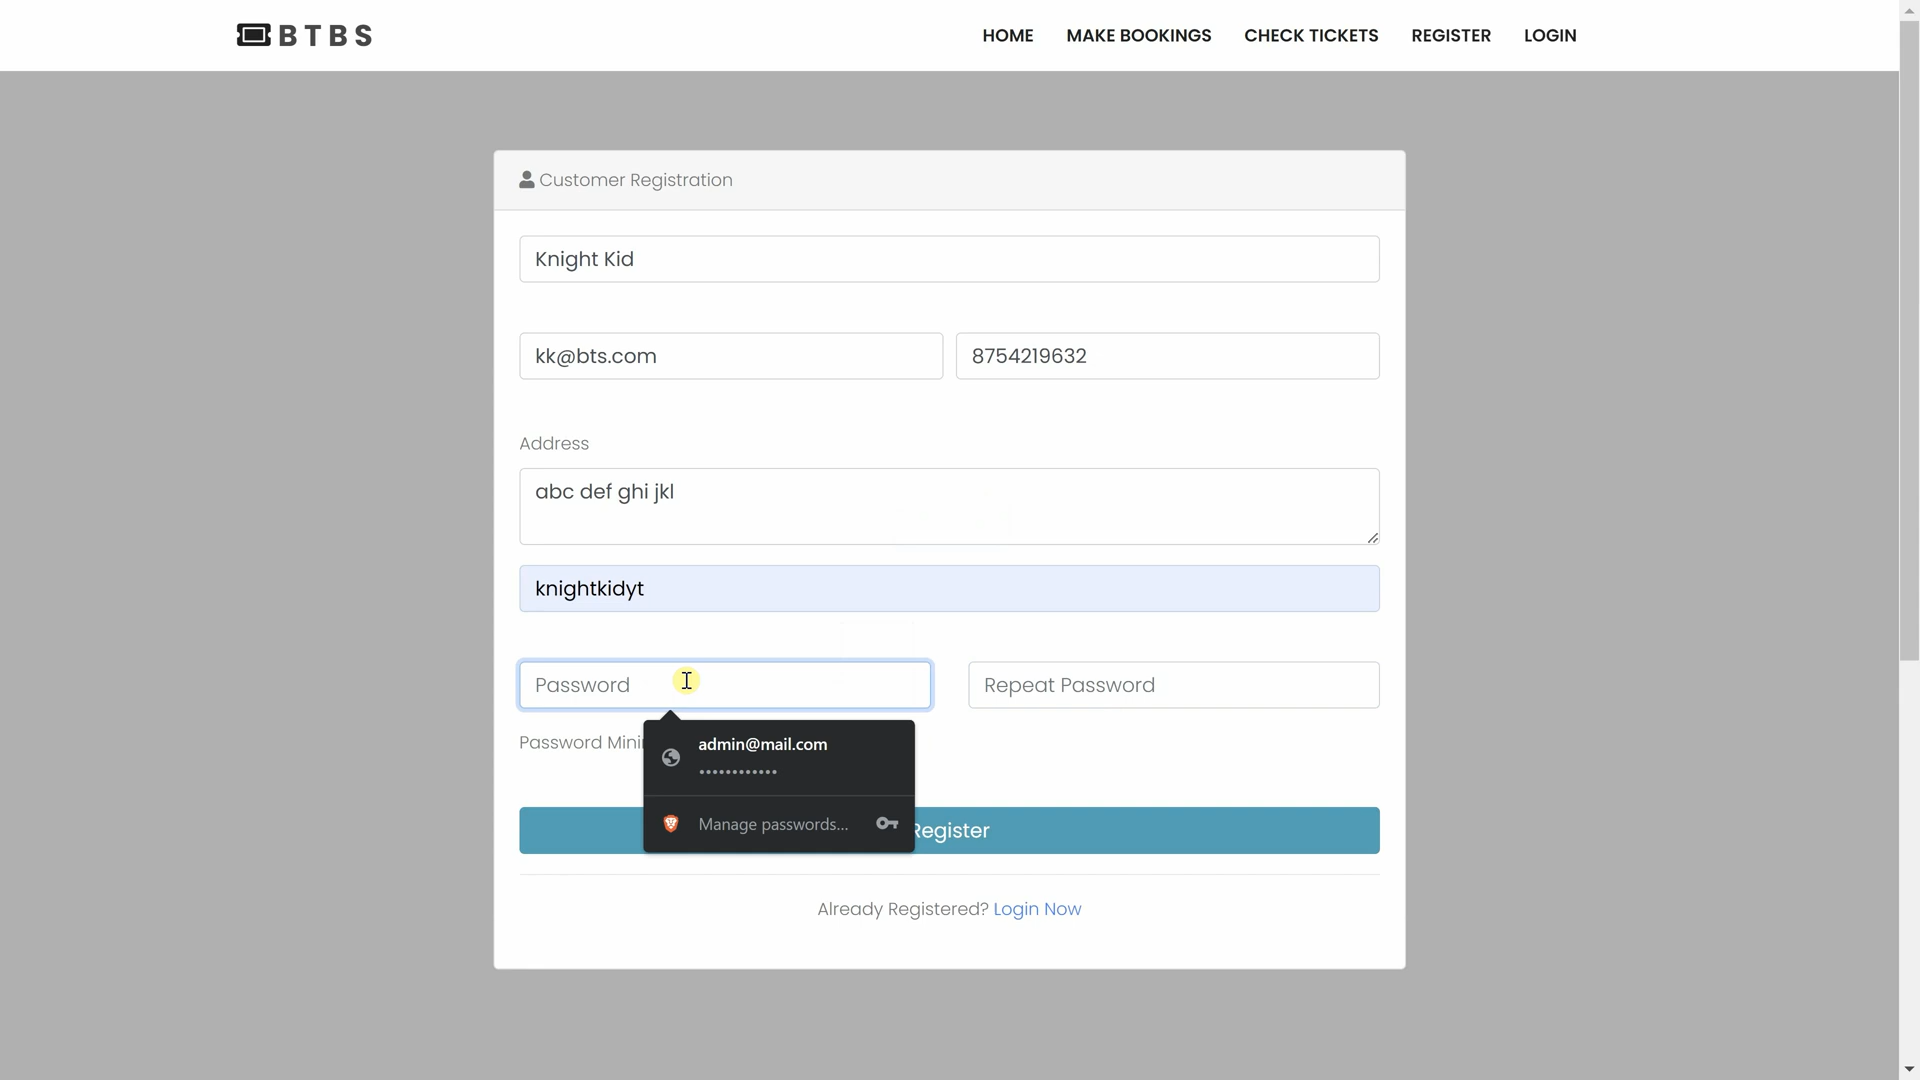 BTBS
HOME MAKE BOOKINGS CHECK TICKETS REGISTER LOGIN
Customer Registration
Knight Kid
kk@bts.com 8754219632
Address
abc def ghi jkl
knightkidyt
Password Repeat Password
Password
admin@mail.com
Manage passwords...
Register
Already Registered? Login Now